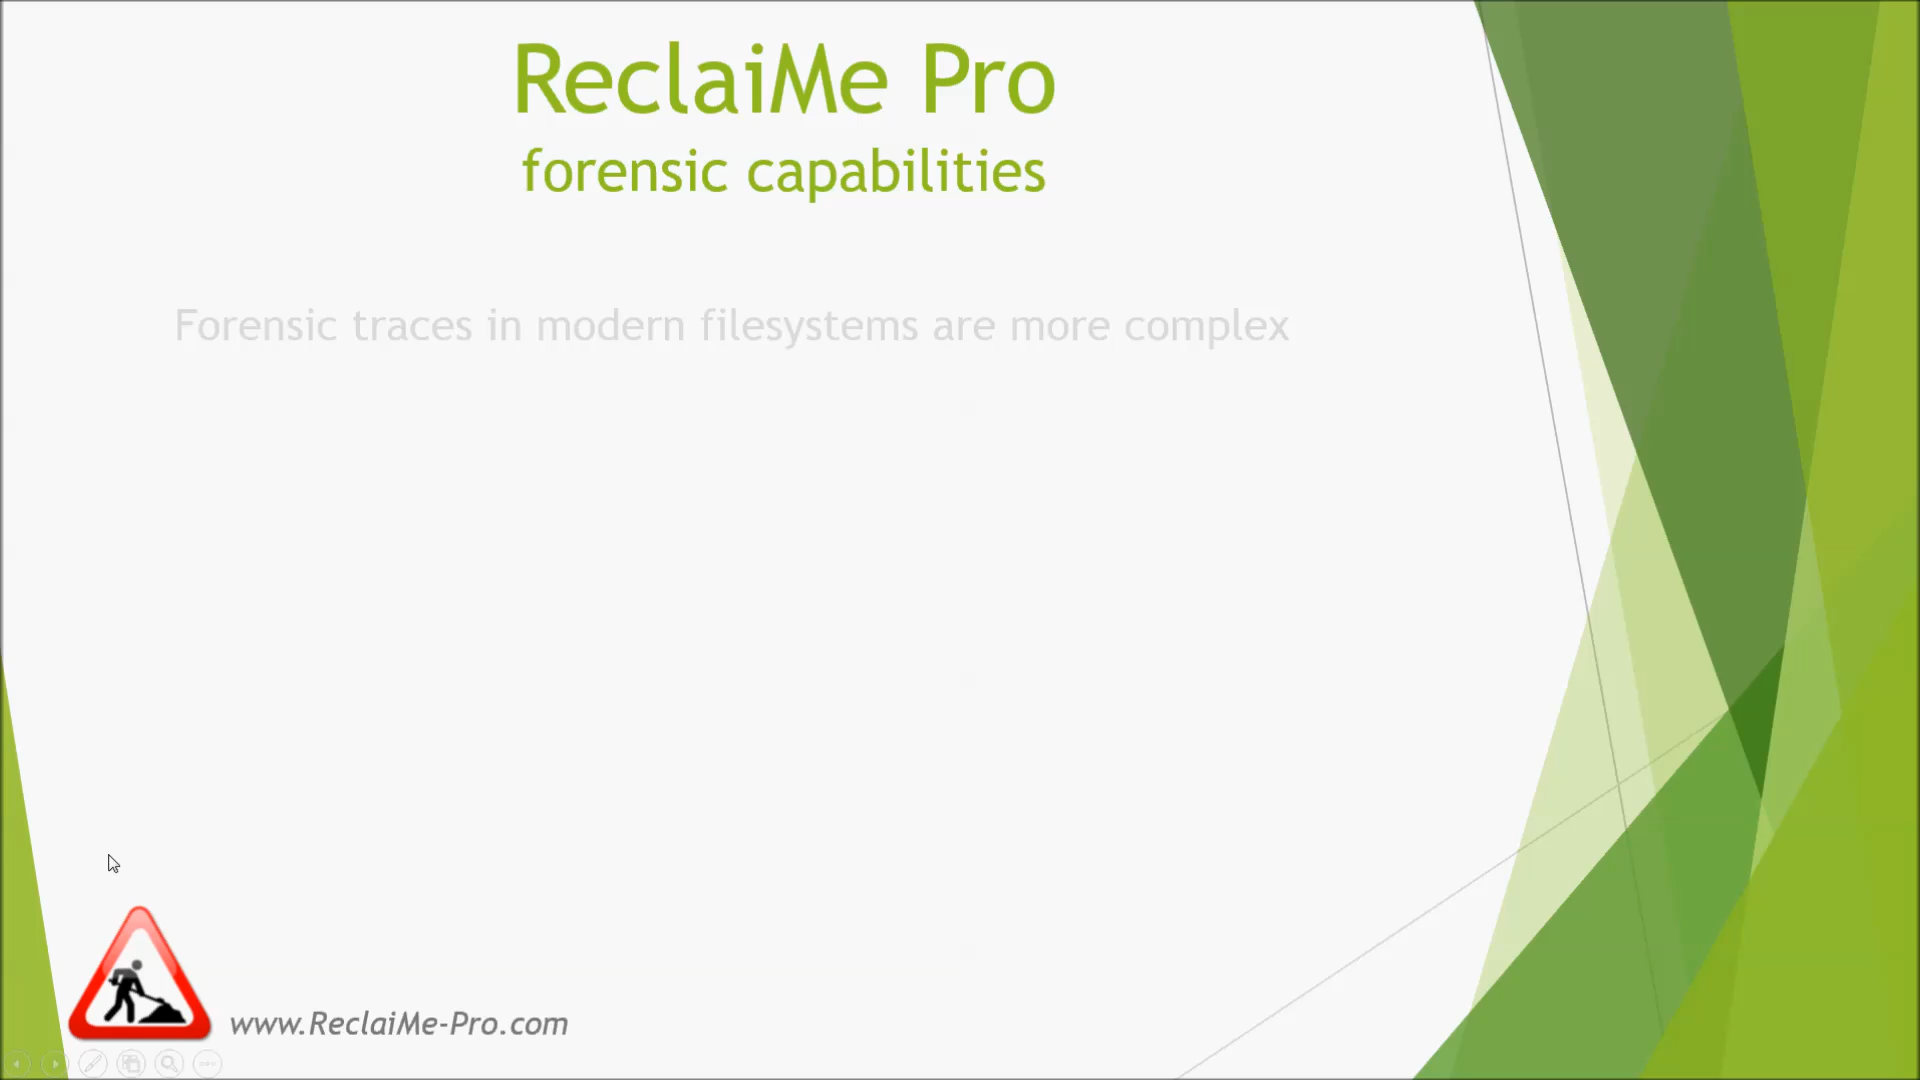 ReclaiMe Pro
forensic capabilities
Forensic traces in modern filesystems are more complex
www.ReclaiMe-Pro.com